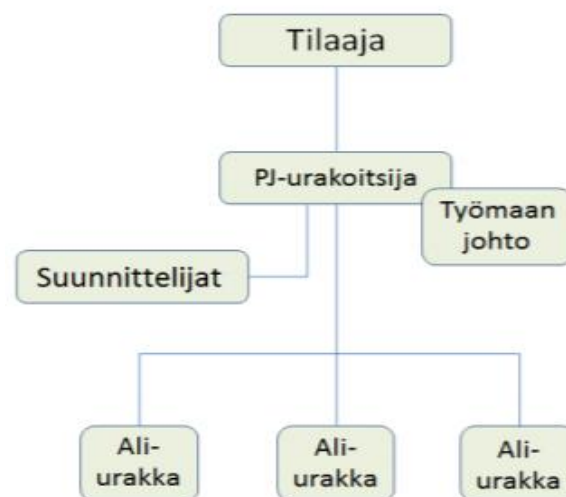 Tilaaja
PJ-urakoitsija
Työmaan
johto
Suunnittelijat
Ali-
urakka
Ali-
urakka
Ali-
urakka